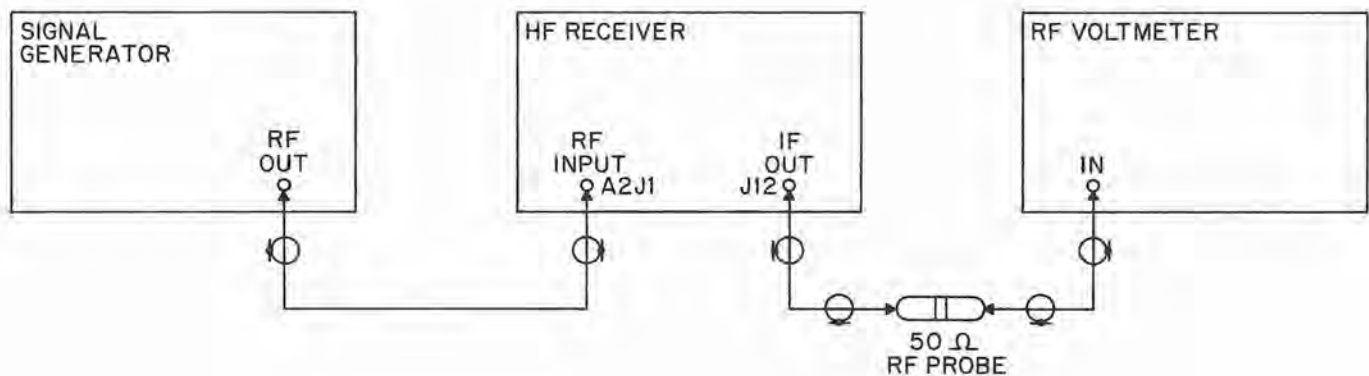 SIGNAL
GENERATOR
RF
OUT
HF RECEIVER
RF
INPUT
A2J1
IF
OUT
J12
RF VOLTMETER
IN
50 Ω
RF PROBE